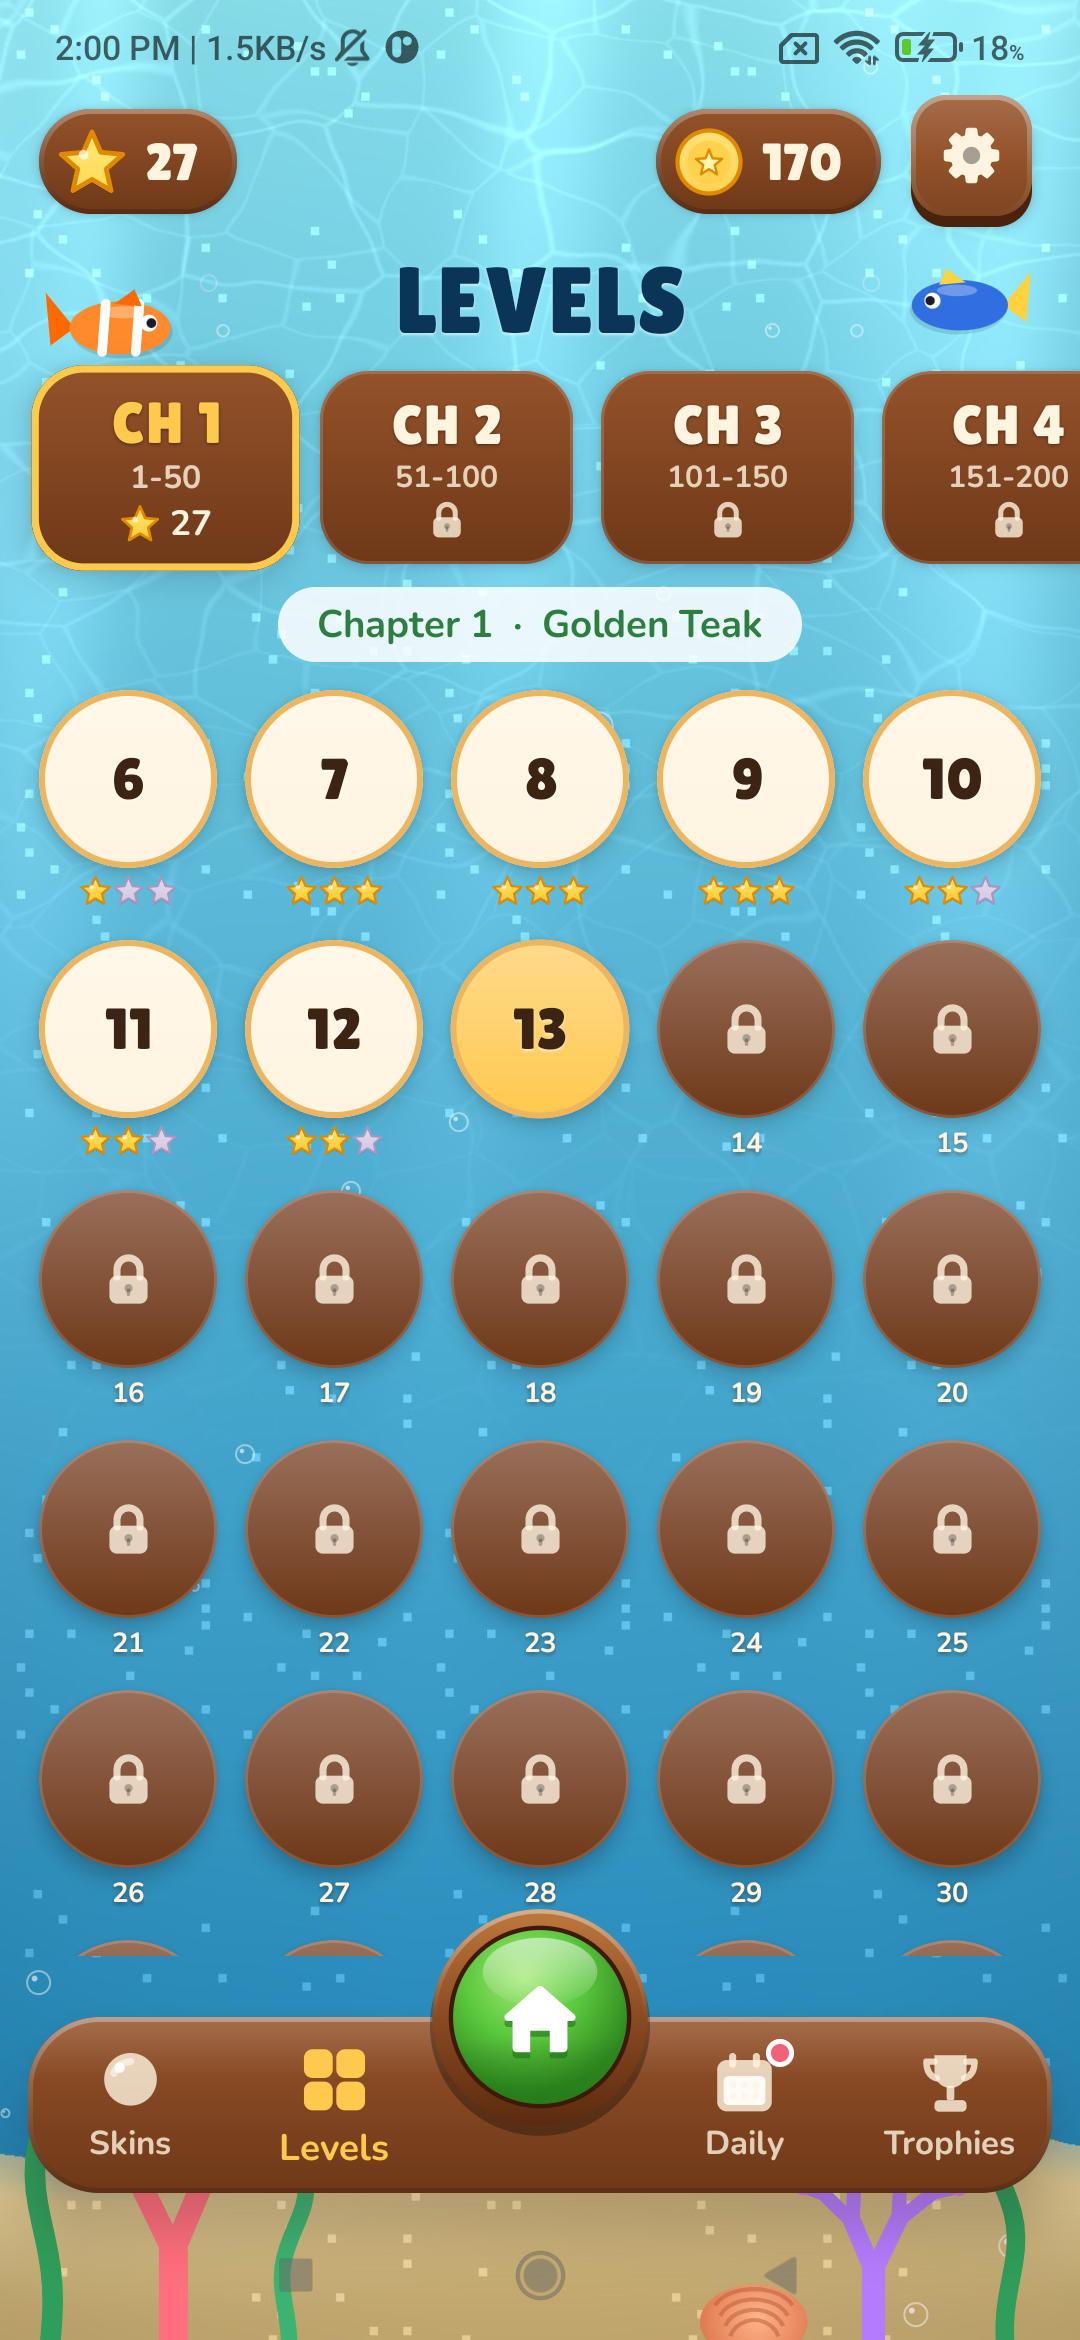 2:00 PM | 1.5KB/s
18%
27
170
LEVELS
CH 1
1-50
27
CH 2
51-100
CH 3
101-150
CH 4
151-200
Chapter 1 · Golden Teak
6 7 8 9 10
11 12 13
14 15
16 17 18 19 20
21 22 23 24 25
26 27 28 29 30
Skins
Levels
Daily
Trophies